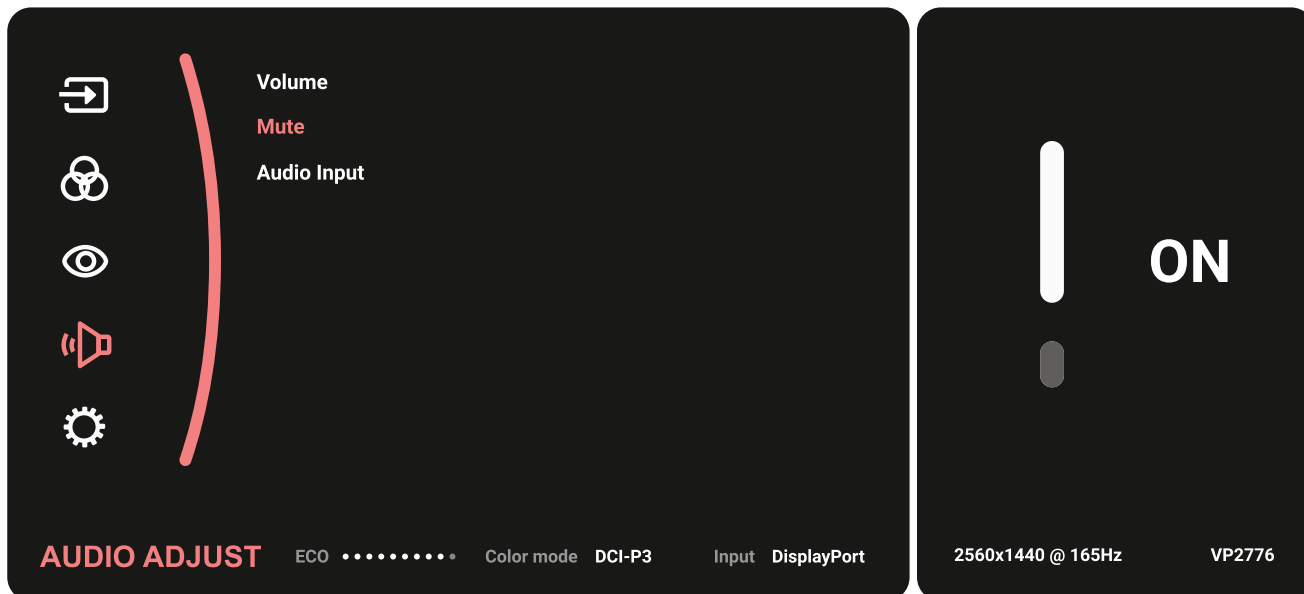 Volume
Mute
Audio Input
ON
AUDIO ADJUST ECO Color mode DCI-P3 Input DisplayPort
2560x1440 @ 165Hz VP2776